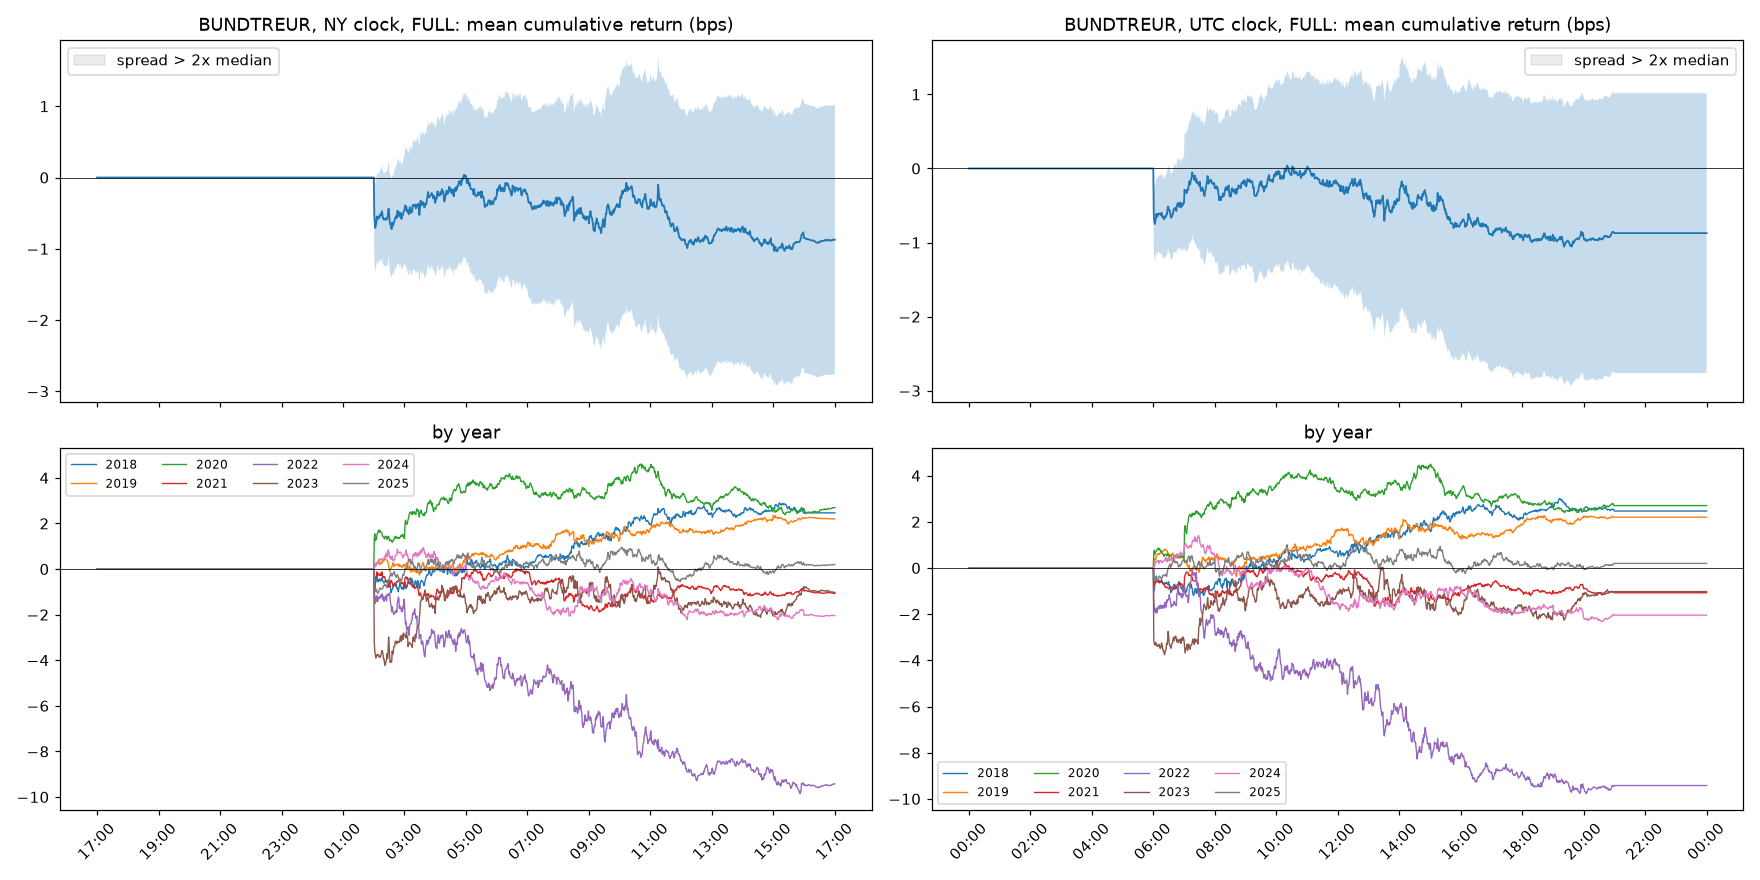 BUNDTREUR, NY clock, FULL: mean cumulative return (bps)
spread > 2x median
1
0
−1
−2
−3
BUNDTREUR, UTC clock, FULL: mean cumulative return (bps)
spread > 2x median
1
0
−1
−2
−3
by year
2018 2020 2022 2024
2019 2021 2023 2025
4
2
0
−2
−4
−6
−8
−10
17:00 19:00 21:00 23:00 01:00 03:00 05:00 07:00 09:00 11:00 13:00 15:00 17:00
by year
4
2
0
−2
−4
−6
−8
−10
2018 2020 2022 2024
2019 2021 2023 2025
00:00 02:00 04:00 06:00 08:00 10:00 12:00 14:00 16:00 18:00 20:00 22:00 00:00